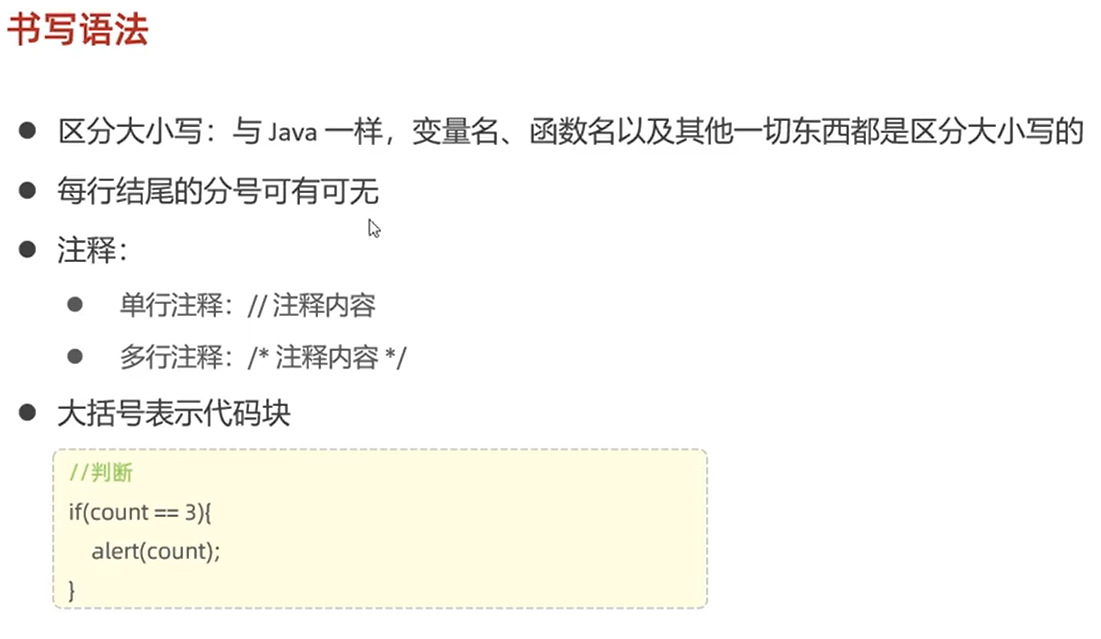 书写语法
区分大小写：与 Java 一样，变量名、函数名以及其他一切东西都是区分大小写的
每行结尾的分号可有可无
注释：
单行注释：// 注释内容
多行注释：/* 注释内容 */
大括号表示代码块
//判断
if(count == 3){
alert(count);
}